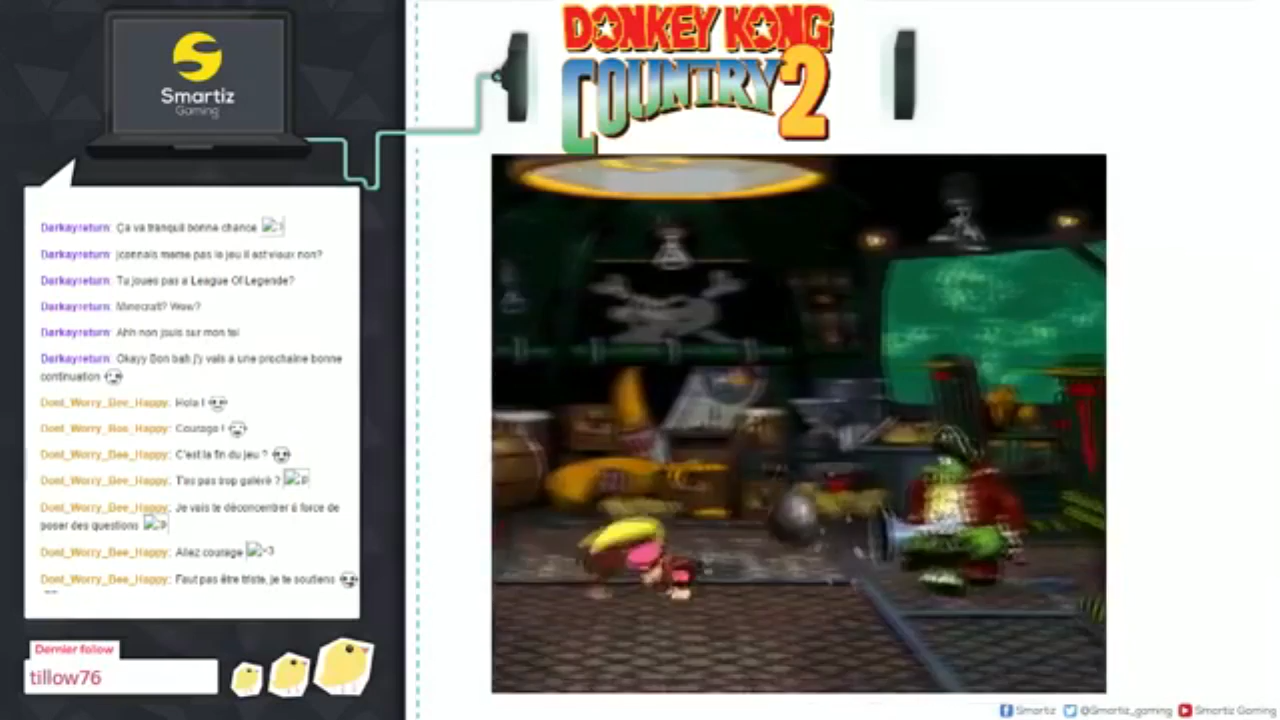 DONKEY KONG
COUNTRY 2
Smartiz
Gaming
Darkayreturn: Ça va tranquil bonne chance
Darkayreturn: jconnais meme pas le jeu il est vieux non?
Darkayreturn: Tu joues pas a League Of Legende?
Darkayreturn: Minecraft? Wow?
Darkayreturn: Ahh non jsuis sur mon tel
Darkayreturn: Okayy Bon bah j'y vais a une prochaine bonne
continuation
Dont_Worry_Bee_Happy: Hola !
Dont_Worry_Bee_Happy: Courage !
Dont_Worry_Bee_Happy: C'est la fin du jeu ?
Dont_Worry_Bee_Happy: T'as pas trop galéré ?
Dont_Worry_Bee_Happy: Je vais te déconcentrer à force de
poser des questions
Dont_Worry_Bee_Happy: Allez courage <3
Dont_Worry_Bee_Happy: Faut pas être triste, je te soutiens
Dernier follow
tillow76
Smartiz @Smartiz_gaming Smartiz Gaming